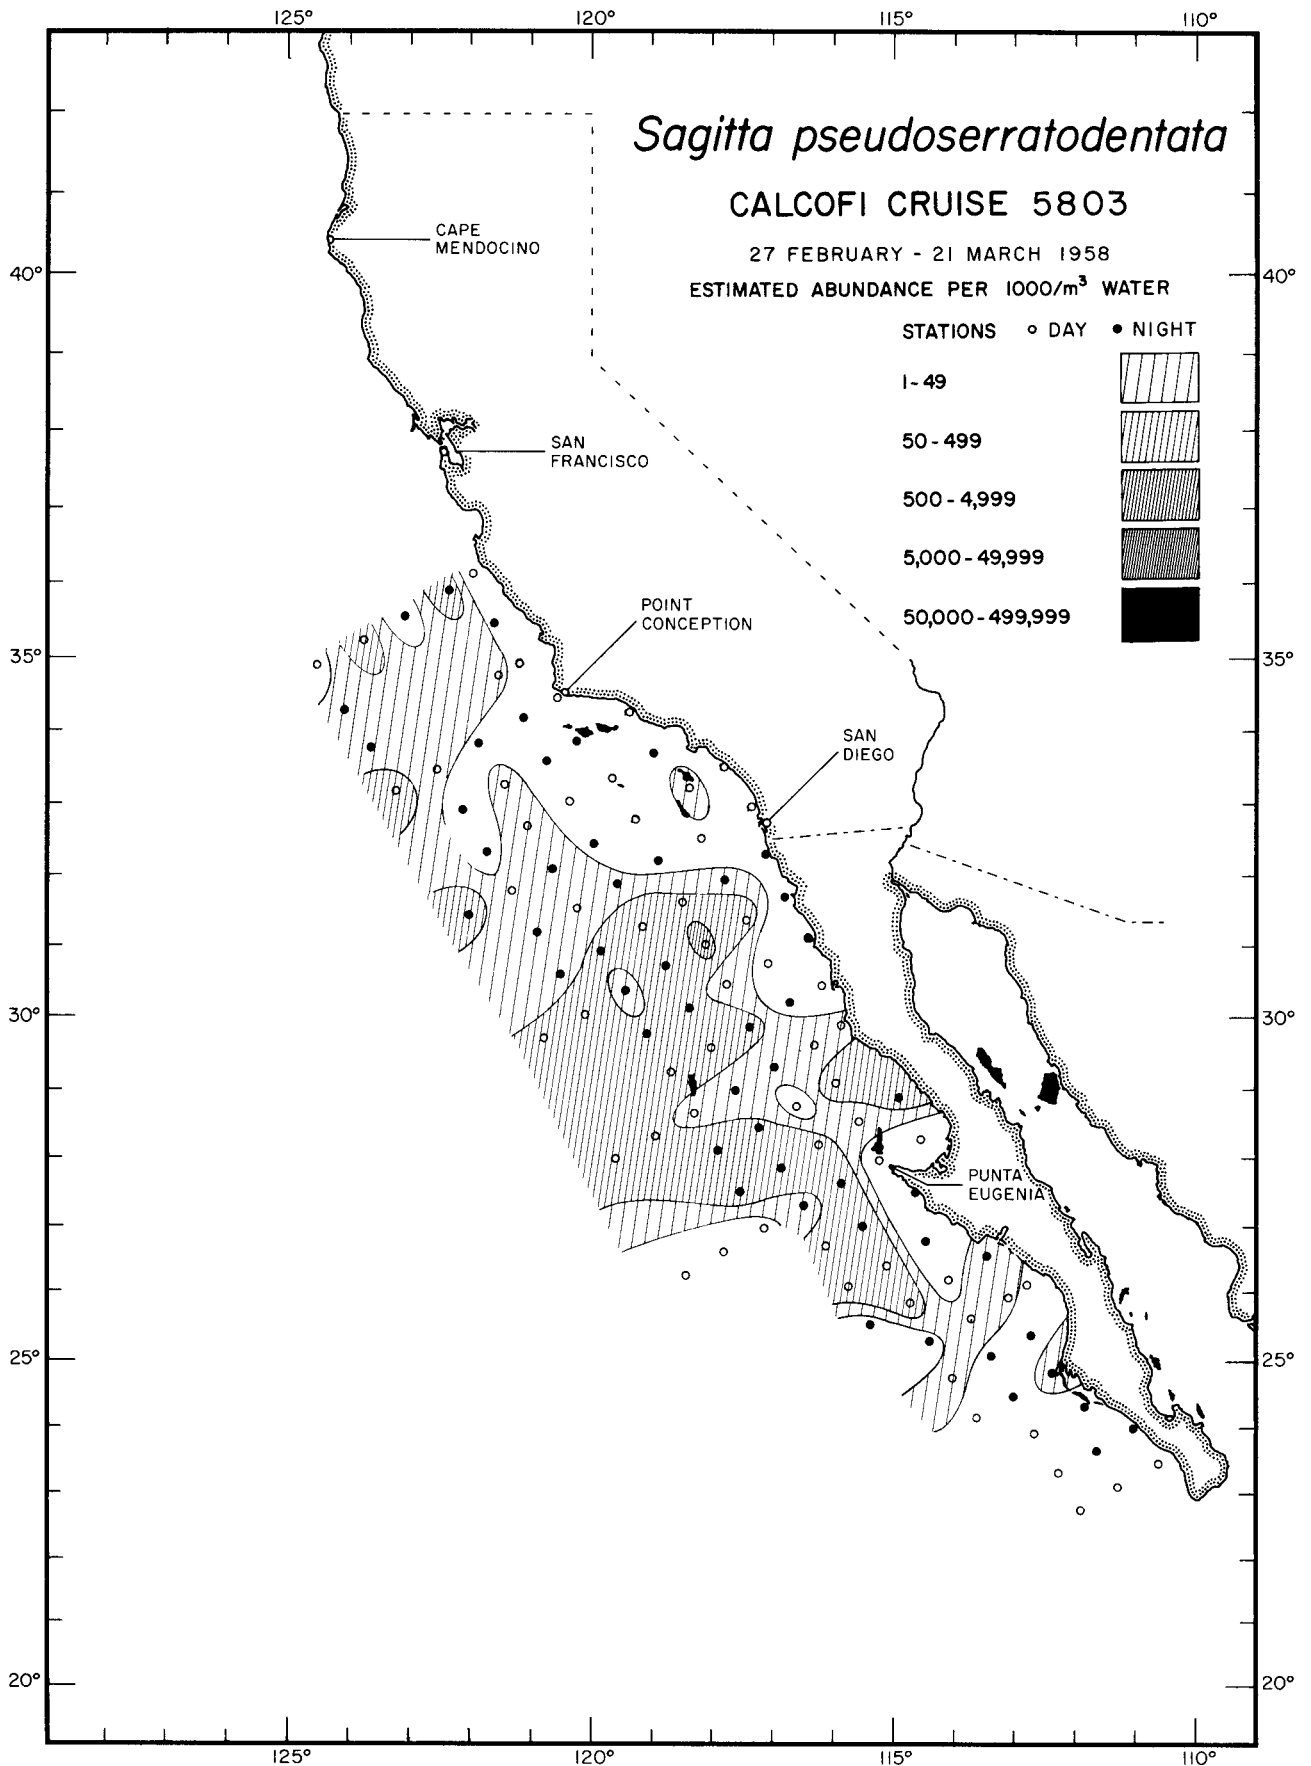 125° 120° 115° 110°
Sagitta pseudoserratodentata
CALCOFI CRUISE 5803
27 FEBRUARY - 21 MARCH 1958
ESTIMATED ABUNDANCE PER 1000/m³ WATER
STATIONS ○ DAY ● NIGHT
1-49
50-499
500-4,999
5,000-49,999
50,000-499,999
CAPE
MENDOCINO
40° 40°
SAN
FRANCISCO
POINT
CONCEPTION
35° 35°
SAN
DIEGO
30° 30°
PUNTA
EUGENIA
25° 25°
20° 20°
125° 120° 115° 110°